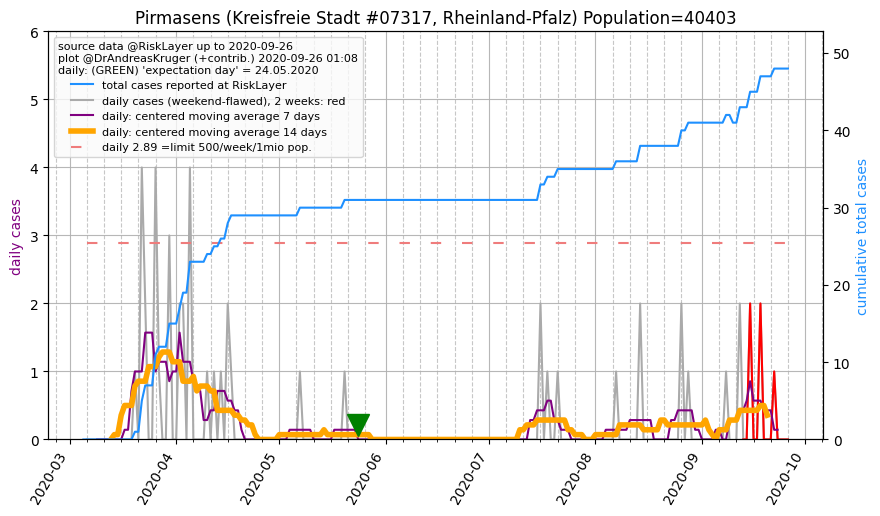 Pirmasens (Kreisfreie Stadt #07317, Rheinland-Pfalz) Population=40403
source data @RiskLayer up to 2020-09-26
plot @DrAndreasKruger (+contrib.) 2020-09-26 01:08
daily: (GREEN) 'expectation day' = 24.05.2020
total cases reported at RiskLayer
daily cases (weekend-flawed), 2 weeks: red
daily: centered moving average 7 days
daily: centered moving average 14 days
daily 2.89 =limit 500/week/1mio pop.
daily cases
6
5
4
3
2
1
0
cumulative total cases
50
40
30
20
10
0
2020-03
2020-04
2020-05
2020-06
2020-07
2020-08
2020-09
2020-10